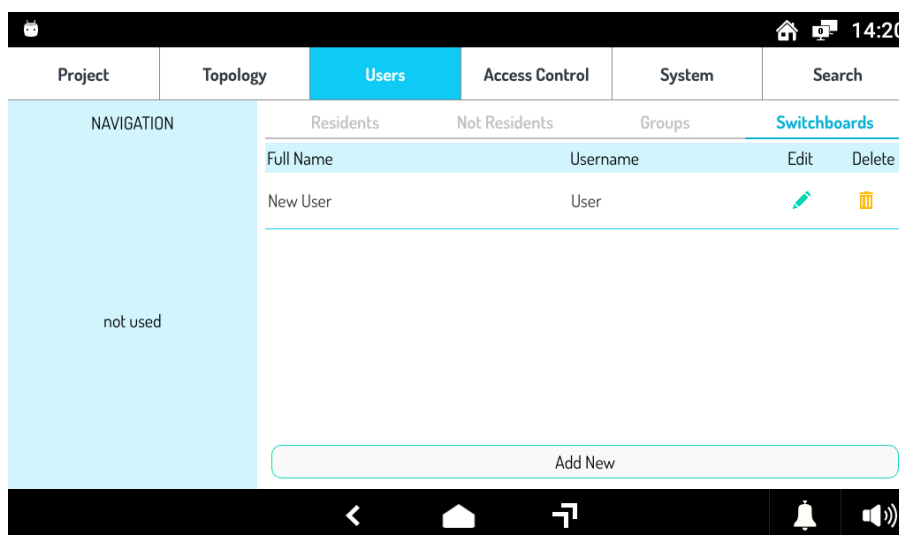 14:20
Project Topology Users Access Control System Search
NAVIGATION Residents Not Residents Groups Switchboards
Full Name Username Edit Delete
New User User
not used
Add New